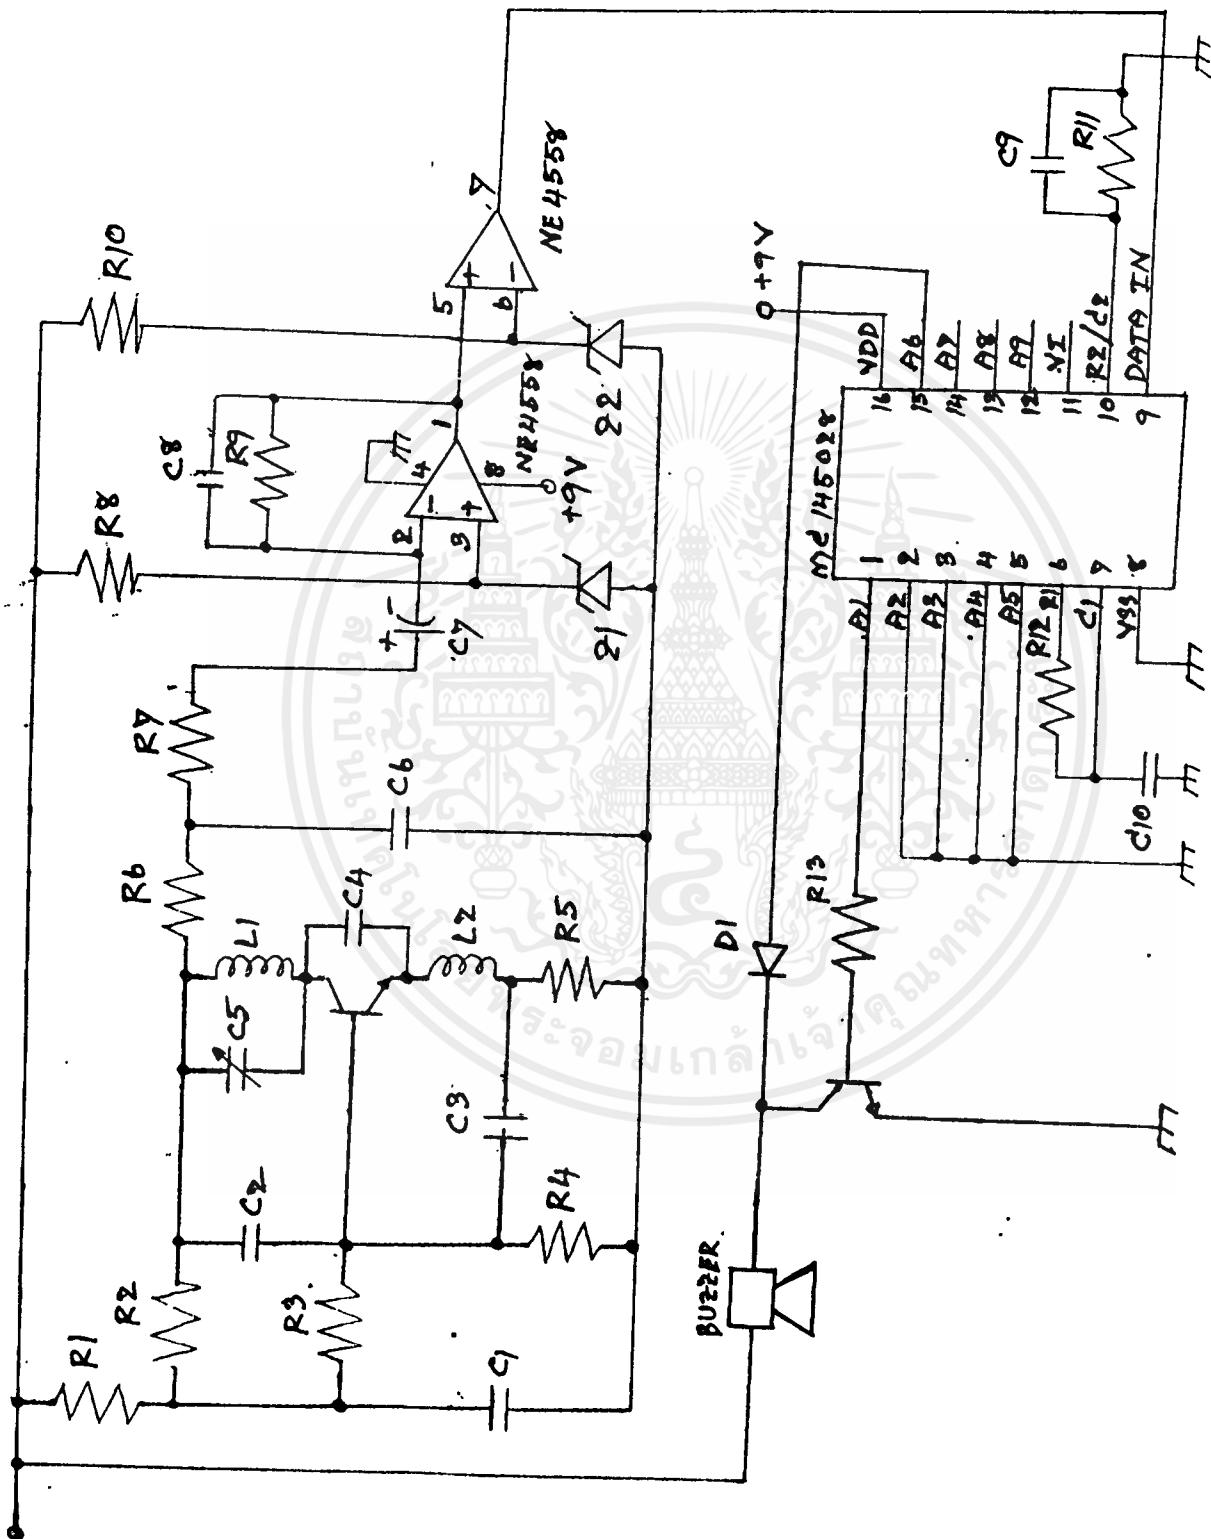 R1
R2
R3
C1
C2
C5
L1
R6
C4
L2
C3
R4
R5
R7
C6
C7
+
-
R8
C8
R9
R10
2
3
-
+
4
8
1
NE4558
+9V
Z1
Z2
5
6
+
-
7
NE4558
BUZZER
D1
R13
MC145028
A1
1
A2
2
A3
3
A4
4
A5
5
R1
6
C1
7
VSS
8
R12
C10
16
VDD
+9V
15
A6
14
A7
13
A8
12
A9
11
VT
10
R2/C2
9
DATA IN
C9
R11